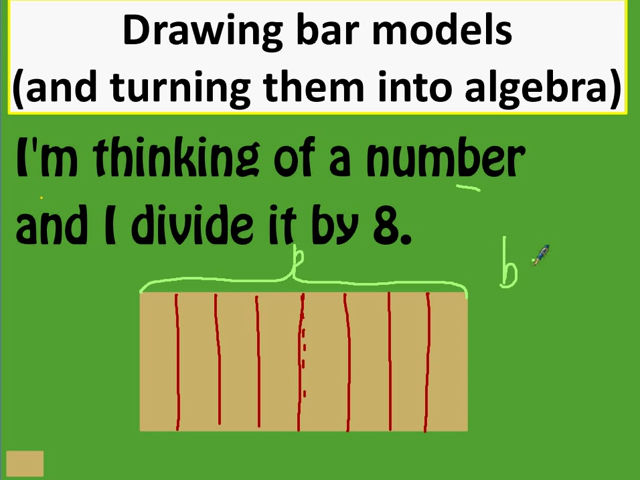 Drawing bar models
(and turning them into algebra)
I'm thinking of a number
and I divide it by 8.
b
b